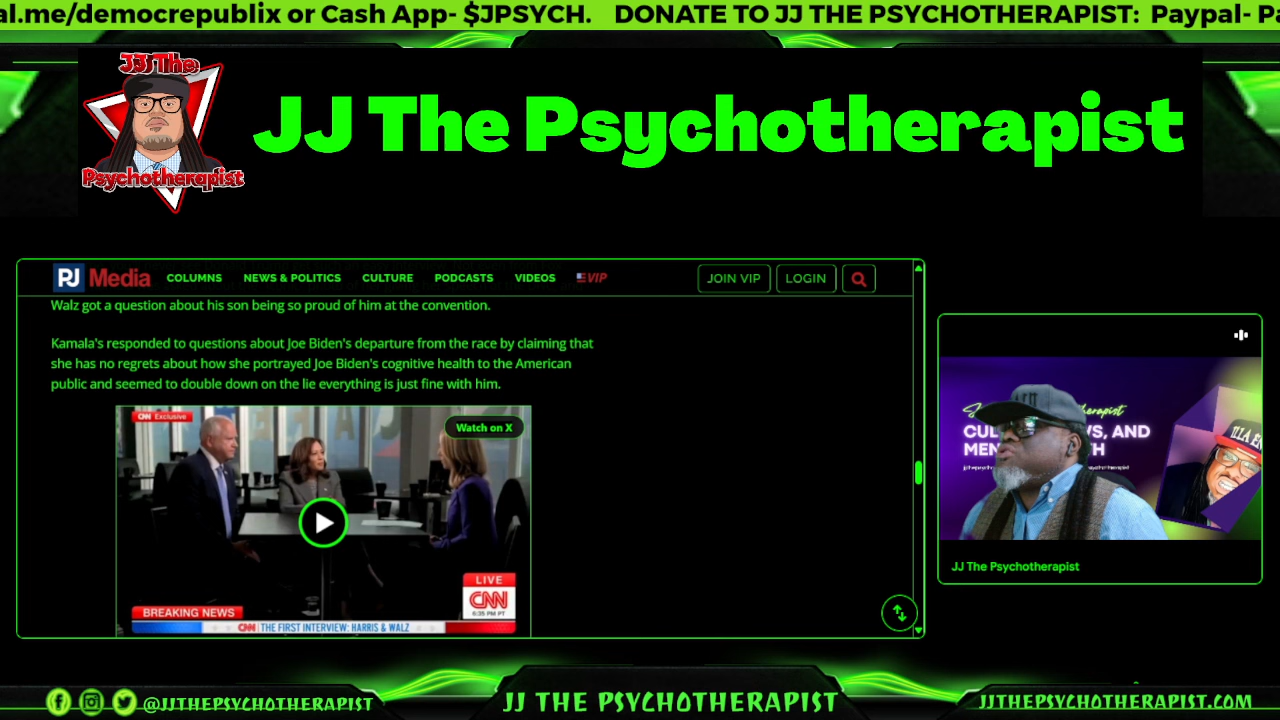 al.me/democrepublix or Cash App- $JPSYCH. DONATE TO JJ THE PSYCHOTHERAPIST: Paypal- P
JJ The
Psychotherapist
JJ The Psychotherapist
PJ Media COLUMNS NEWS & POLITICS CULTURE PODCASTS VIDEOS VIP JOIN VIP LOGIN
Walz got a question about his son being so proud of him at the convention.
Kamala's responded to questions about Joe Biden's departure from the race by claiming that
she has no regrets about how she portrayed Joe Biden's cognitive health to the American
public and seemed to double down on the lie everything is just fine with him.
CNN Exclusive
Watch on X
LIVE
CNN
6:35 PM PT
BREAKING NEWS
CNN THE FIRST INTERVIEW: HARRIS & WALZ
JJ The Psychotherapist
@JJTHEPSYCHOTHERAPIST
JJ THE PSYCHOTHERAPIST
JJTHEPSYCHOTHERAPIST.COM